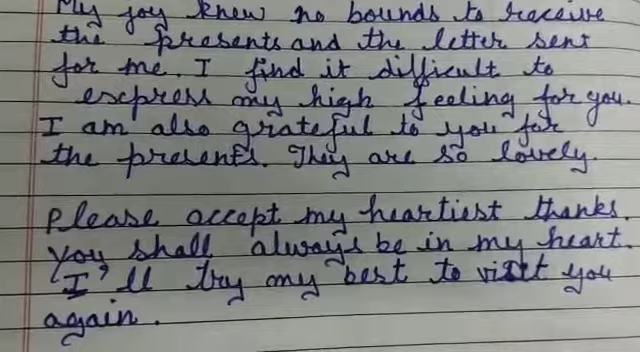 My joy knew no bounds to receive
the presents and the letter sent
for me. I find it difficult to
express my high feeling for you.
I am also grateful to you for
the presents. They are so lovely.
Please accept my heartiest thanks.
You shall always be in my heart.
I'll try my best to visit you
again.